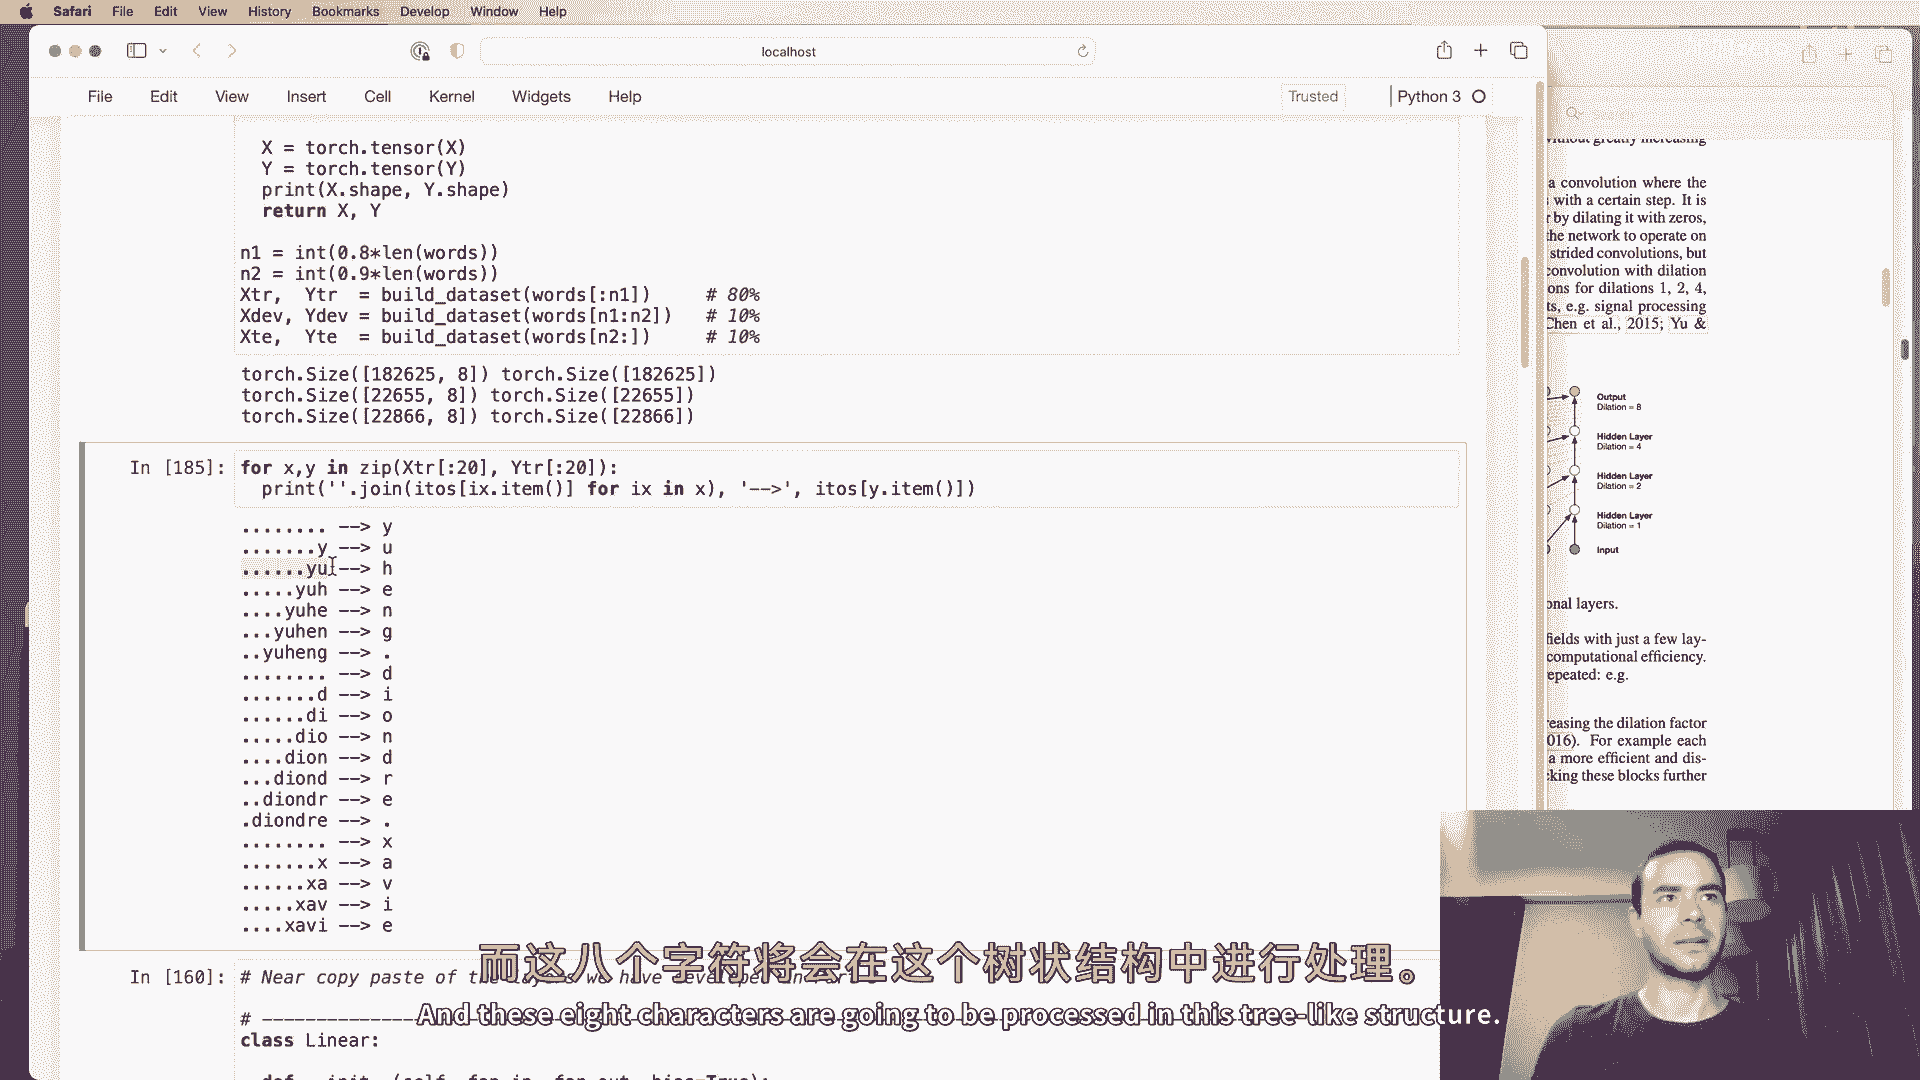 Safari File Edit View History Bookmarks Develop Window Help
localhost
File Edit View Insert Cell Kernel Widgets Help
Trusted
Python 3
X = torch.tensor(X)
Y = torch.tensor(Y)
print(X.shape, Y.shape)
return X, Y
n1 = int(0.8*len(words))
n2 = int(0.9*len(words))
Xtr,  Ytr  = build_dataset(words[:n1])     # 80%
Xdev, Ydev = build_dataset(words[n1:n2])   # 10%
Xte,  Yte  = build_dataset(words[n2:])     # 10%
torch.Size([182625, 8]) torch.Size([182625])
torch.Size([22655, 8]) torch.Size([22655])
torch.Size([22866, 8]) torch.Size([22866])
In [185]: for x,y in zip(Xtr[:20], Ytr[:20]):
print(''.join(itos[ix.item()] for ix in x), '-->', itos[y.item()])
........ --> y
.......y --> u
......yu --> h
.....yuh --> e
....yuhe --> n
...yuhen --> g
..yuheng --> .
........ --> d
.......d --> i
......di --> o
.....dio --> n
....dion --> d
...diond --> r
..diondr --> e
.diondre --> .
........ --> x
.......x --> a
......xa --> v
.....xav --> i
....xavi --> e
In [160]: # Near copy paste of the layers we have developed in Part
class Linear:
Search
without greatly increasing
a convolution where the
with a certain step. It is
by dilating it with zeros,
the network to operate on
strided convolutions, but
convolution with dilation
ons for dilations 1, 2, 4,
ts, e.g. signal processing
Chen et al., 2015; Yu &
Output
Dilation = 8
Hidden Layer
Dilation = 4
Hidden Layer
Dilation = 2
Hidden Layer
Dilation = 1
Input
onal layers.
fields with just a few lay-
computational efficiency.
epeated: e.g.
reasing the dilation factor
016). For example each
a more efficient and dis-
cking these blocks further
而这八个字符将会在这个树状结构中进行处理。
And these eight characters are going to be processed in this tree-like structure.